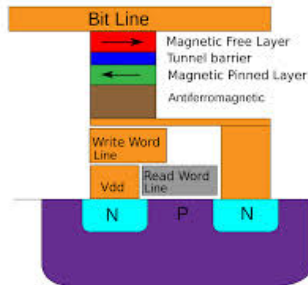 Bit Line
Magnetic Free Layer
Tunnel barrier
Magnetic Pinned Layer
Antiferromagnetic
Write Word
Line
Vdd
Read Word
Line
N
P
N